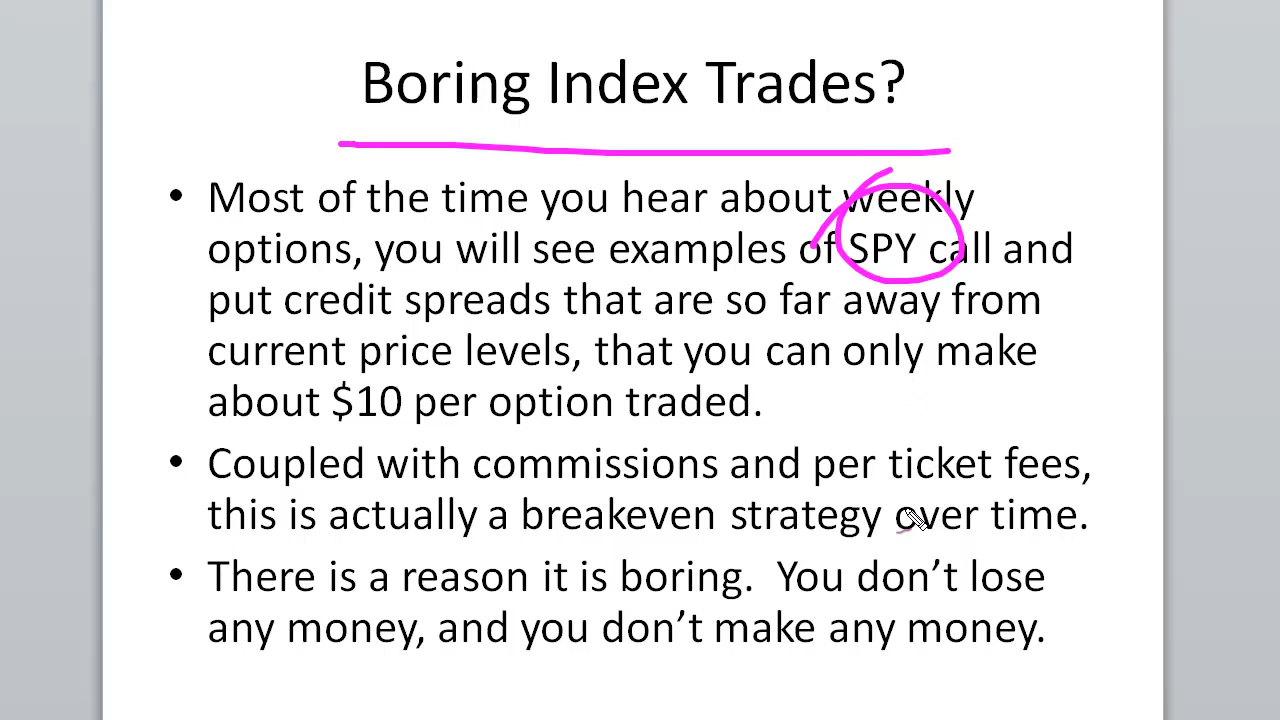 Boring Index Trades?
• Most of the time you hear about weekly
options, you will see examples of SPY call and
put credit spreads that are so far away from
current price levels, that you can only make
about $10 per option traded.
• Coupled with commissions and per ticket fees,
this is actually a breakeven strategy over time.
• There is a reason it is boring.  You don’t lose
any money, and you don’t make any money.